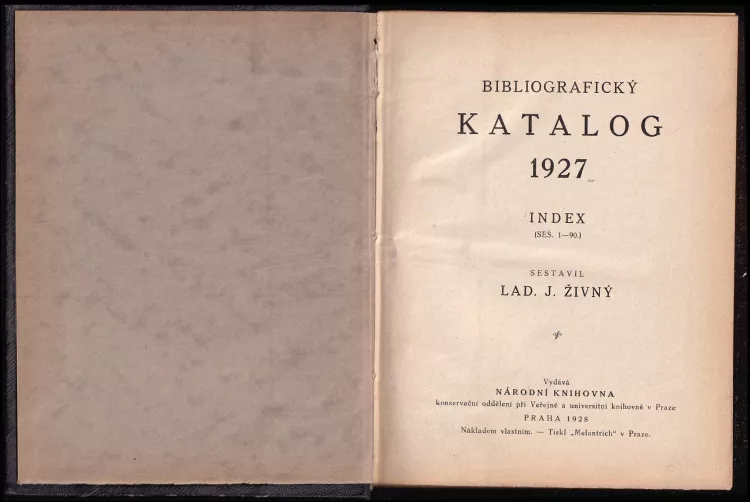 BIBLIOGRAFICKÝ
KATALOG
1927
INDEX
(SEŠ. 1—90.)
SESTAVIL
LAD. J. ŽIVNÝ
Vydává
NÁRODNÍ KNIHOVNA
konservační oddělení při Veřejné a universitní knihovně v Praze
PRAHA 1928
Nákladem vlastním. — Tiskl „Melantrich“ v Praze.